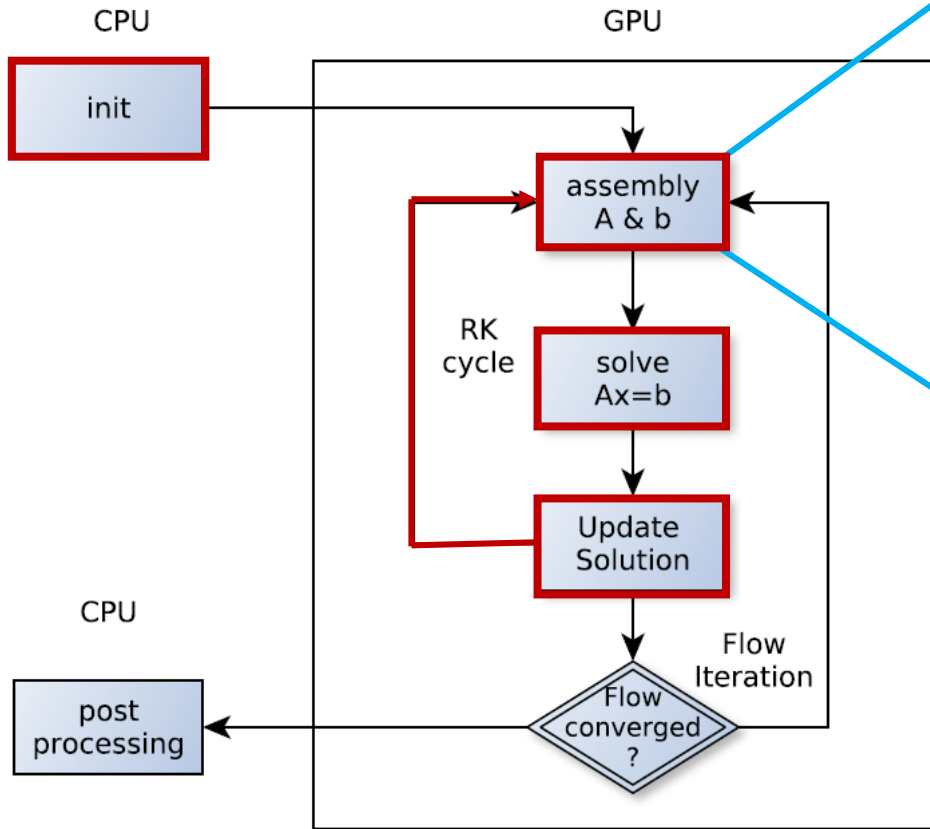 CPU
GPU
init
assembly
A & b
RK
cycle
solve
Ax=b
Update
Solution
CPU
Flow
Iteration
post
processing
Flow
converged
?